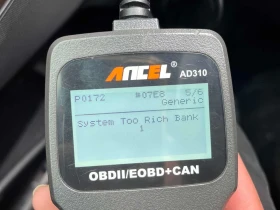 ANCEL
AD310
P0172 #07E8 5/6
Generic
System Too Rich Bank
1
OBDII/EOBD+CAN